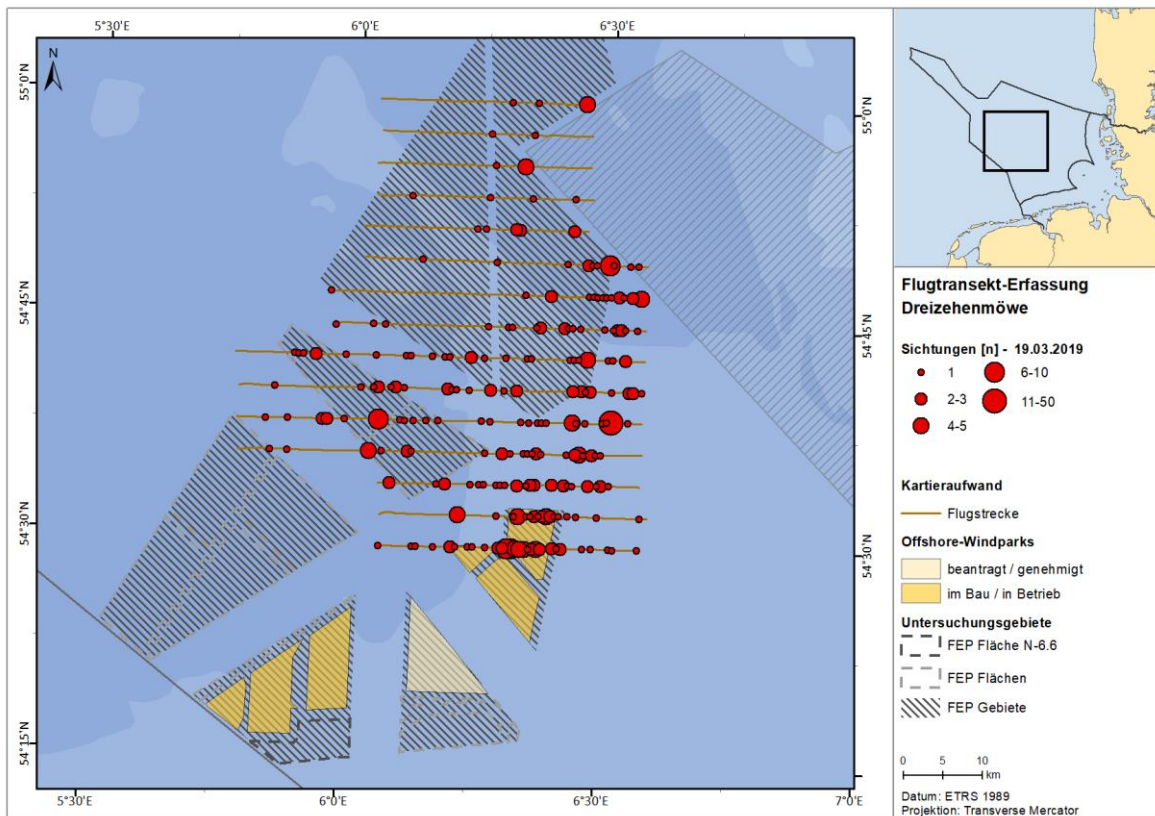 5°30'E 6°0'E 6°30'E
N
55°0'N
55°0'N
54°45'N
54°45'N
54°30'N
54°30'N
54°15'N
5°30'E 6°0'E 6°30'E 7°0'E
Flugtransekt-Erfassung
Dreizehenmöwe
Sichtungen [n] - 19.03.2019
1 6-10
2-3 11-50
4-5
Kartieraufwand
Flugstrecke
Offshore-Windparks
beantragt / genehmigt
im Bau / in Betrieb
Untersuchungsgebiete
FEP Fläche N-6.6
FEP Flächen
FEP Gebiete
0 5 10
km
Datum: ETRS 1989
Projektion: Transverse Mercator